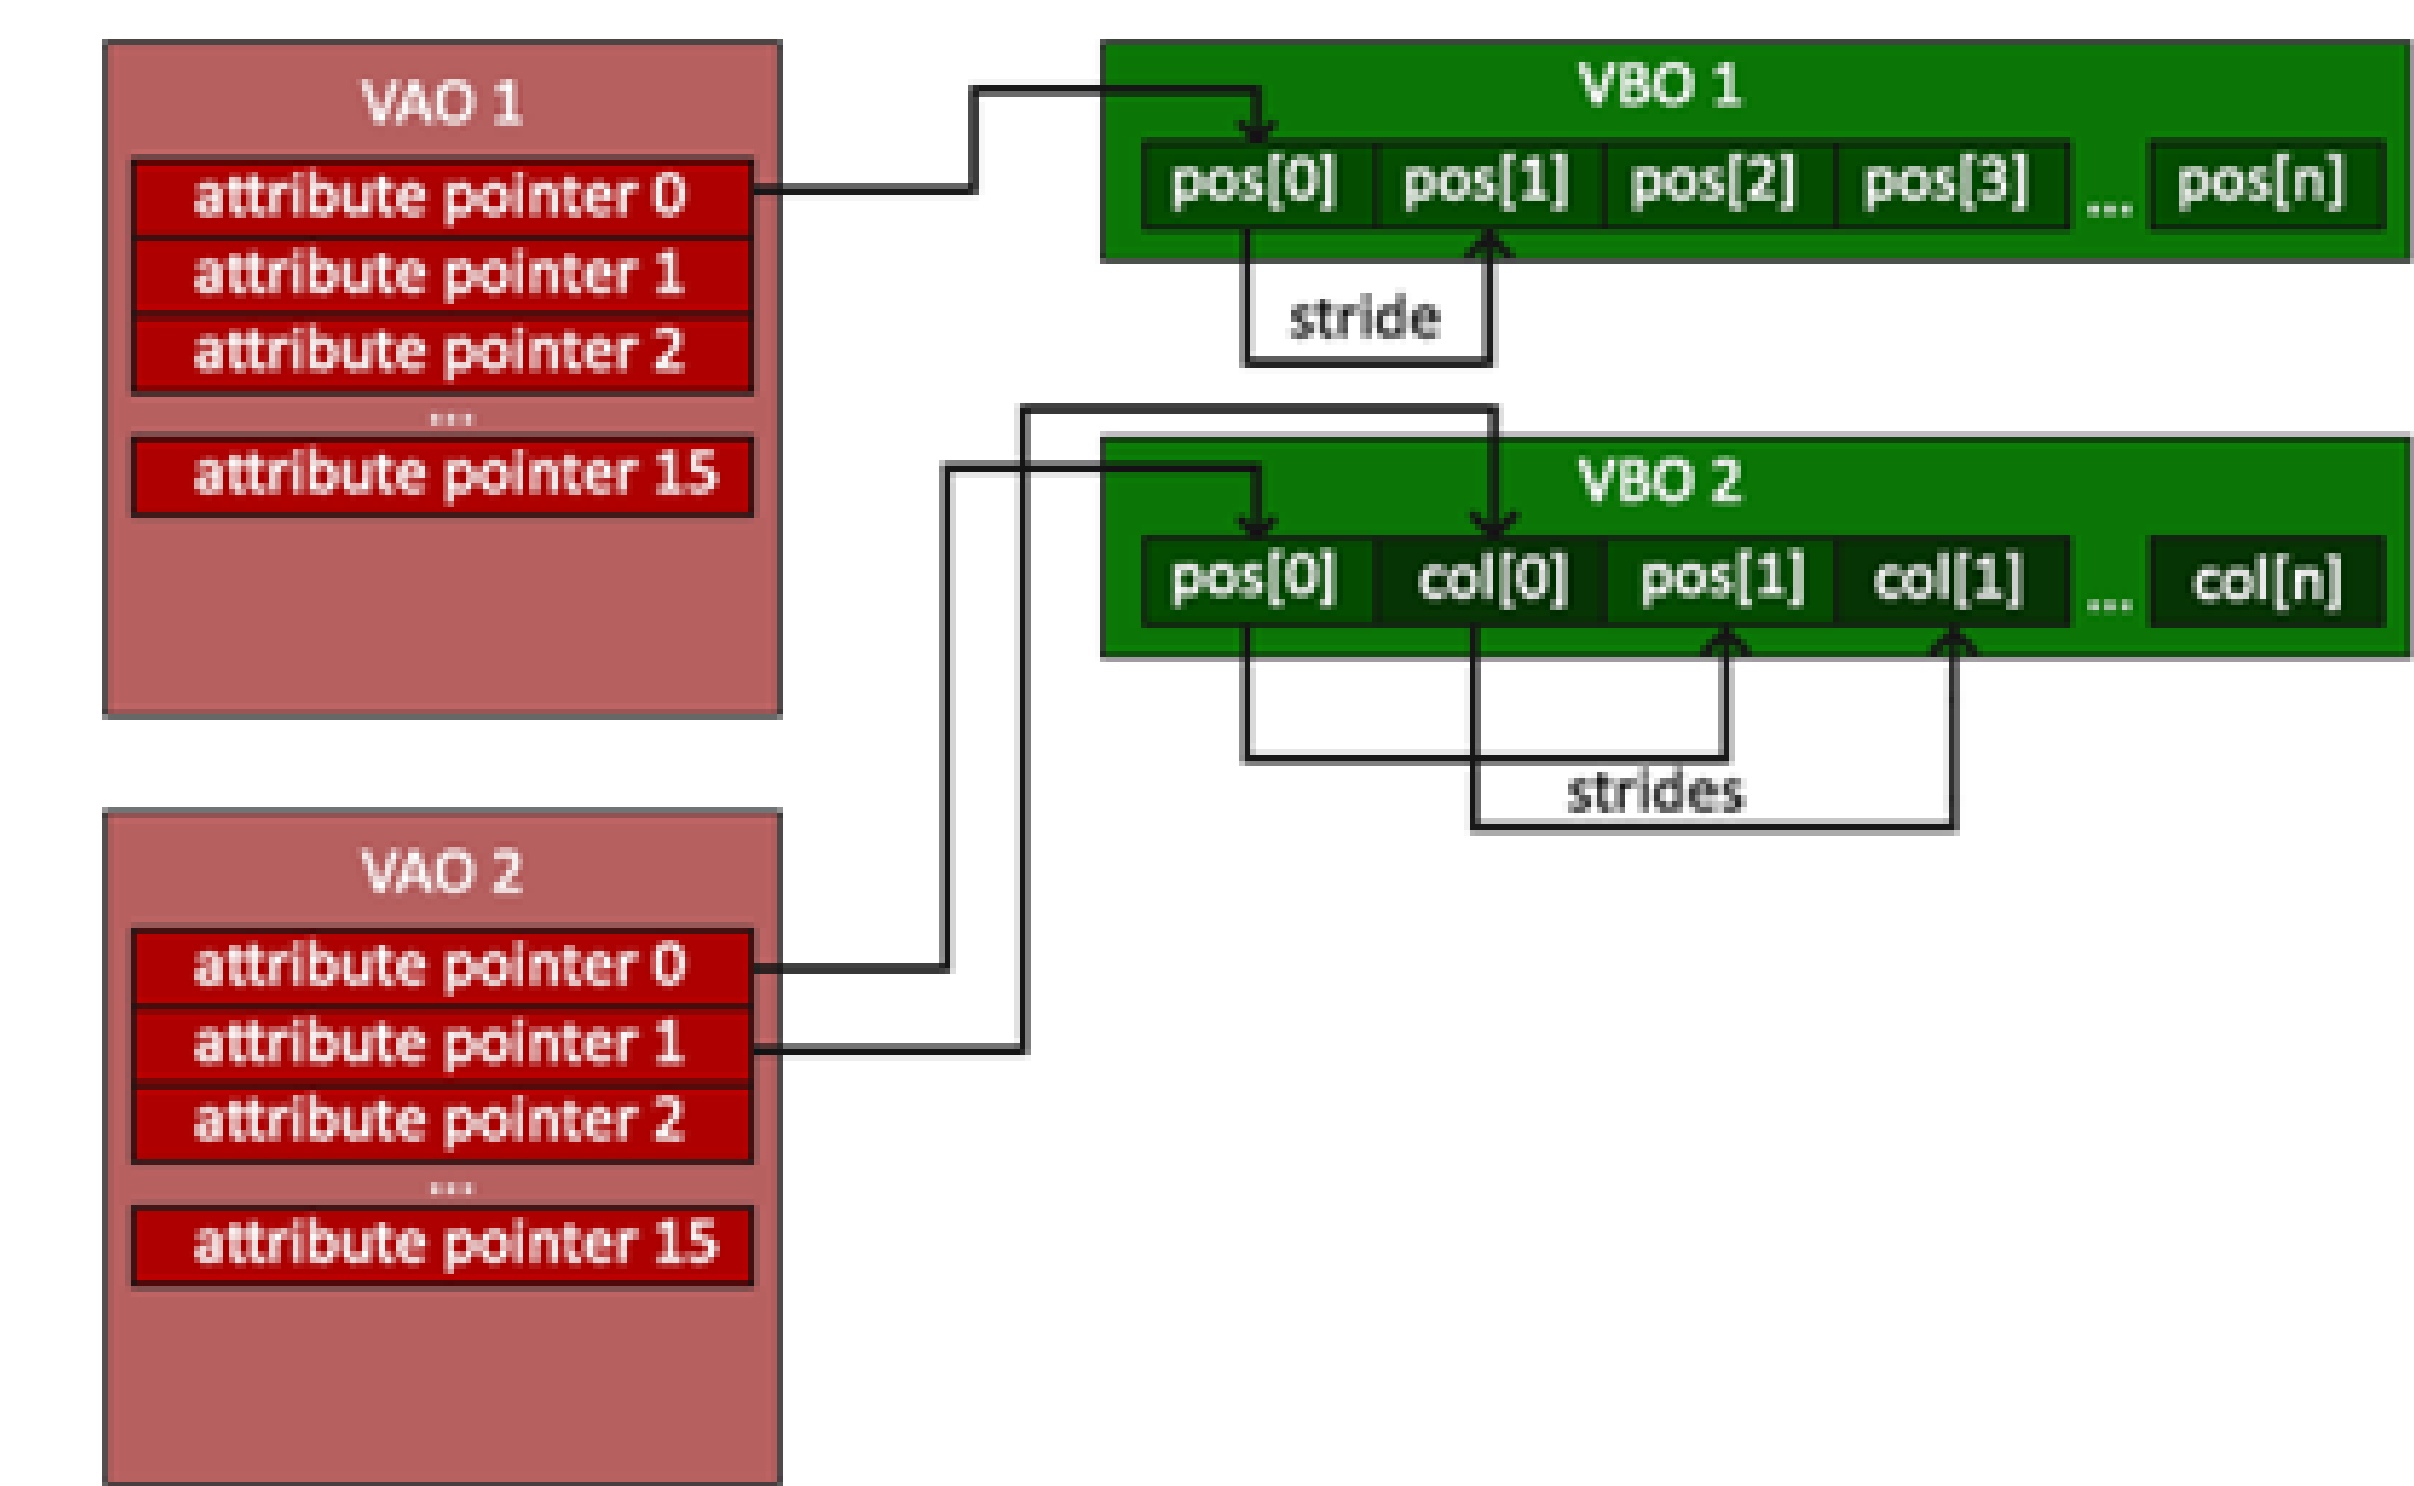 VAO 1
attribute pointer 0
attribute pointer 1
attribute pointer 2
...
attribute pointer 15
VBO 1
pos[0] pos[1] pos[2] pos[3] ... pos[n]
stride
VBO 2
pos[0] col[0] pos[1] col[1] ... col[n]
strides
VAO 2
attribute pointer 0
attribute pointer 1
attribute pointer 2
...
attribute pointer 15